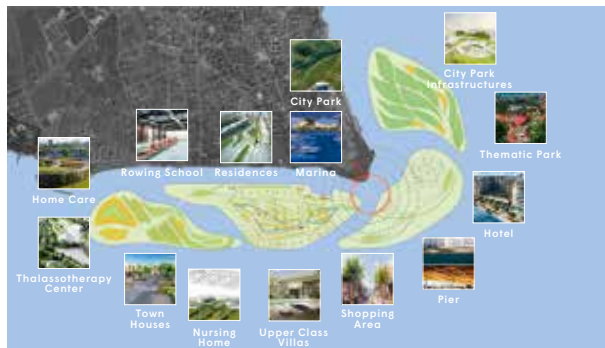 City Park
Infrastructures
City Park
Thematic Park
Rowing School
Residences
Marina
Home Care
Hotel
Thalassotherapy
Center
Town
Houses
Nursing
Home
Upper Class
Villas
Shopping
Area
Pier